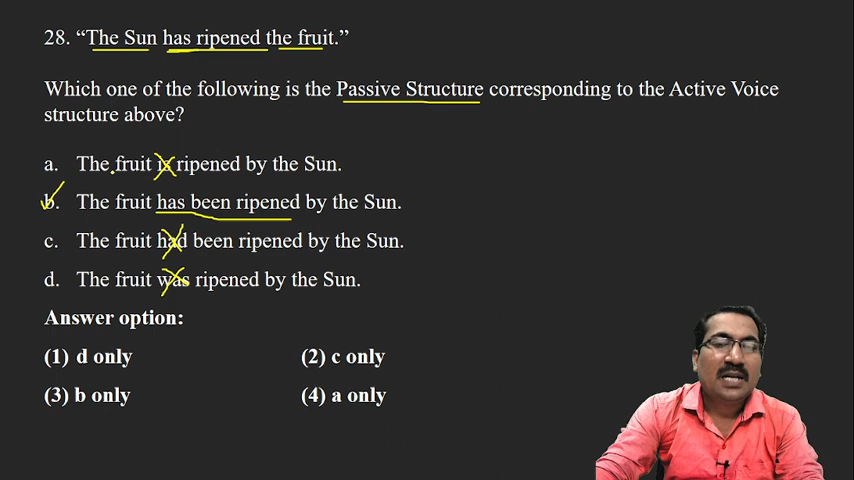 28. “The Sun has ripened the fruit.”
Which one of the following is the Passive Structure corresponding to the Active Voice
structure above?
a. The fruit is ripened by the Sun.
b. The fruit has been ripened by the Sun.
c. The fruit had been ripened by the Sun.
d. The fruit was ripened by the Sun.
Answer option:
(1) d only (2) c only
(3) b only (4) a only